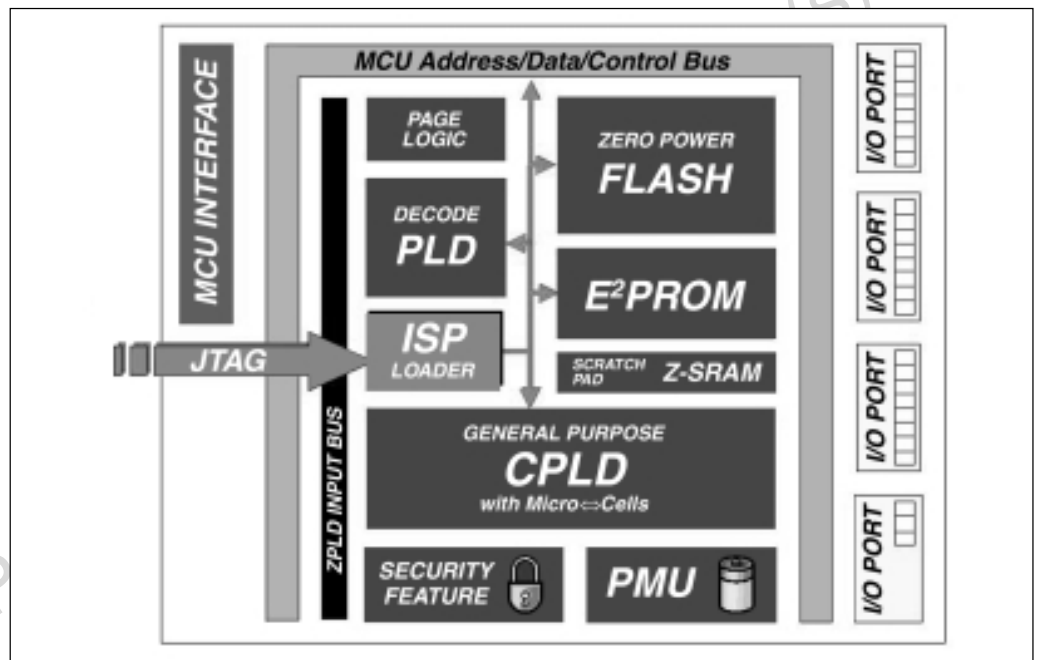 MCU Address/Data/Control Bus
MCU INTERFACE
PAGE
LOGIC
ZERO POWER
FLASH
DECODE
PLD
E²PROM
JTAG
ISP
LOADER
SCRATCH
PAD
Z-SRAM
GENERAL PURPOSE
CPLD
with Micro⇔Cells
ZPLD INPUT BUS
SECURITY
FEATURE
PMU
I/O PORT
I/O PORT
I/O PORT
I/O PORT